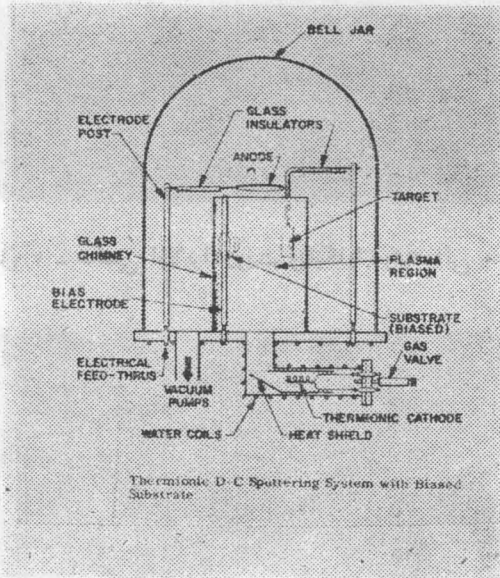 BELL JAR
ELECTRODE
POST
GLASS
INSULATORS
ANODE
TARGET
GLASS
CHIMNEY
PLASMA
REGION
BIAS
ELECTRODE
SUBSTRATE
(BIASED)
ELECTRICAL
FEED-THRUS
VACUUM
PUMPS
GAS
VALVE
THERMIONIC CATHODE
WATER COILS
HEAT SHIELD
Thermionic D-C Sputtering System with Biased
Substrate